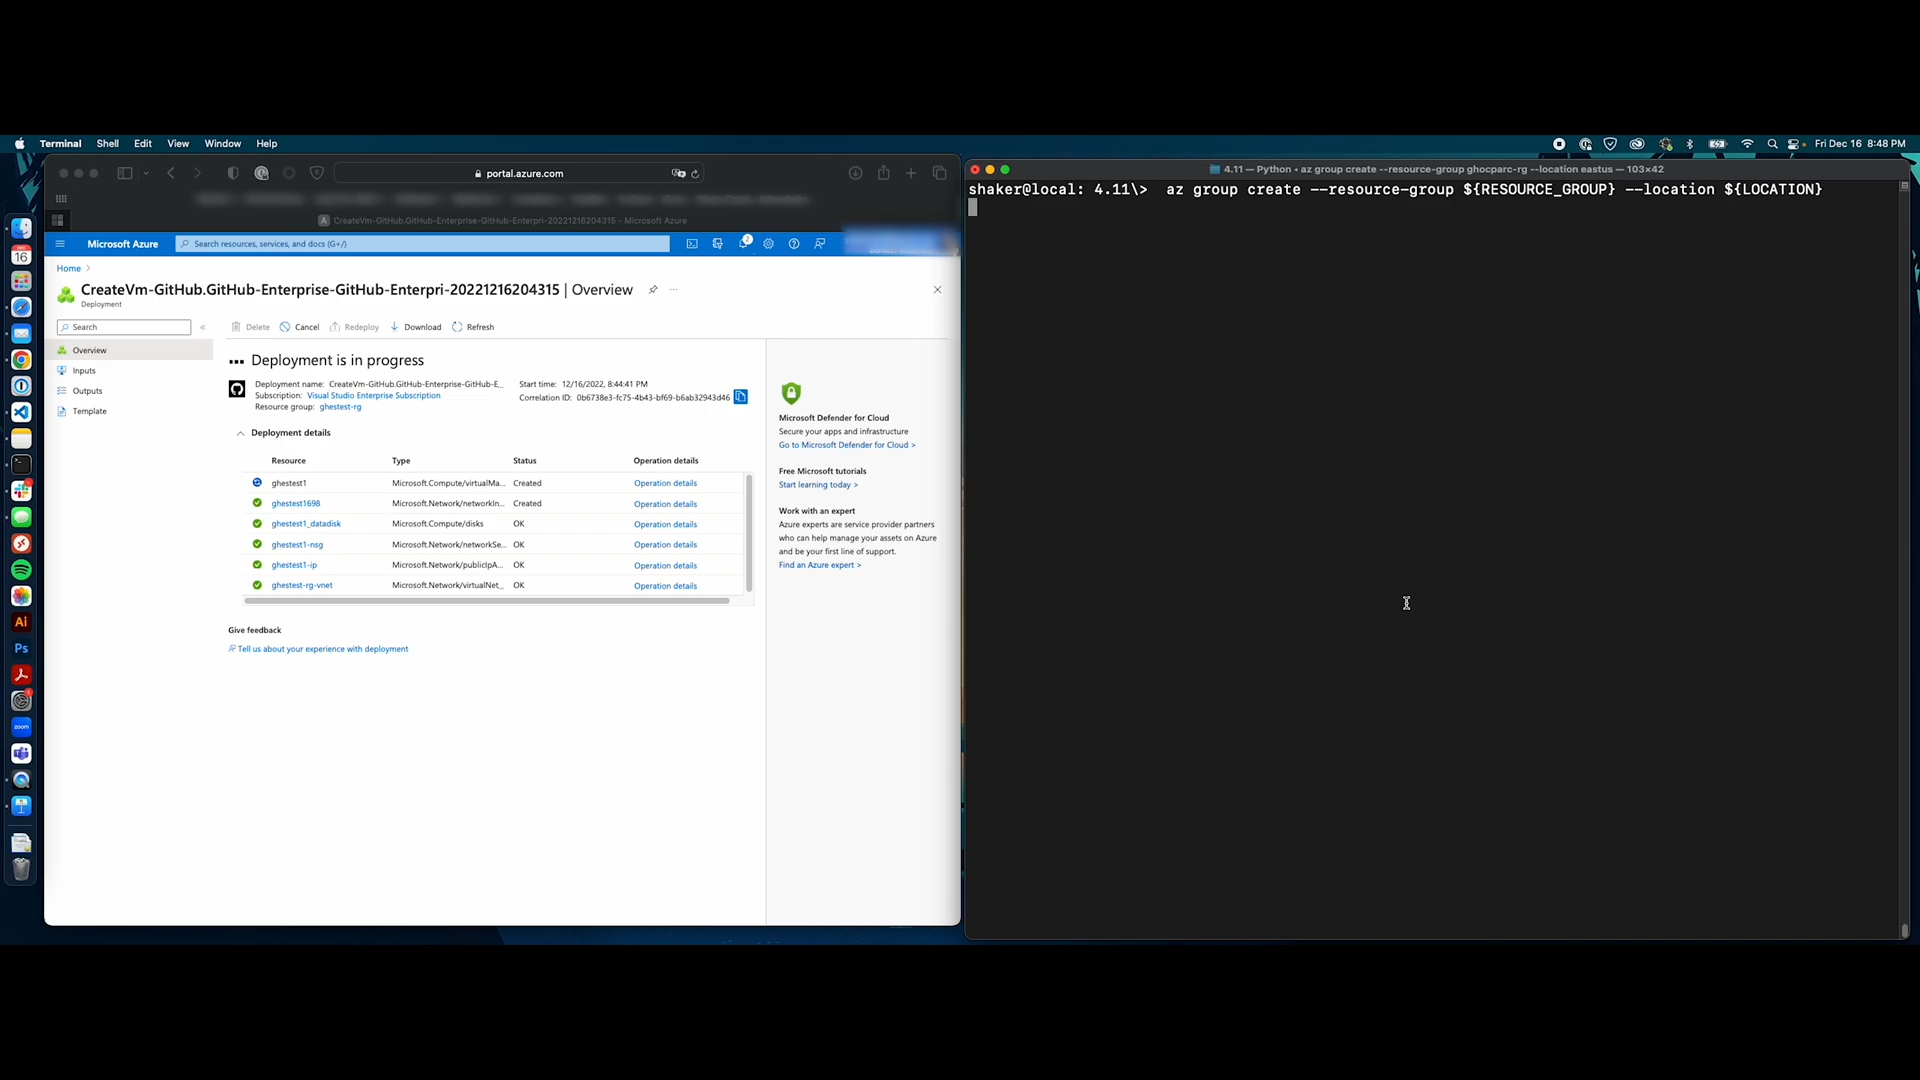 Terminal Shell Edit View Window Help
Fri Dec 16 8:48 PM
portal.azure.com
CreateVm-GitHub.GitHub-Enterprise-GitHub-Enterpri-20221216204315 - Microsoft Azure
Microsoft Azure
Search resources, services, and docs (G+/)
2
Home >
CreateVm-GitHub.GitHub-Enterprise-GitHub-Enterpri-20221216204315 | Overview
Deployment
Search
Overview
Inputs
Outputs
Template
Delete Cancel Redeploy Download Refresh
Deployment is in progress
Deployment name: CreateVm-GitHub.GitHub-Enterprise-GitHub-E...
Subscription: Visual Studio Enterprise Subscription
Resource group: ghestest-rg
Start time: 12/16/2022, 8:44:41 PM
Correlation ID: 0b6738e3-fc75-4b43-bf69-b6ab32943d46
Deployment details
Resource Type Status Operation details
ghestest1 Microsoft.Compute/virtualMa... Created Operation details
ghestest1698 Microsoft.Network/networkIn... Created Operation details
ghestest1_datadisk Microsoft.Compute/disks OK Operation details
ghestest1-nsg Microsoft.Network/networkSe... OK Operation details
ghestest1-ip Microsoft.Network/publicIpA... OK Operation details
ghestest-rg-vnet Microsoft.Network/virtualNet... OK Operation details
Give feedback
Tell us about your experience with deployment
Microsoft Defender for Cloud
Secure your apps and infrastructure
Go to Microsoft Defender for Cloud >
Free Microsoft tutorials
Start learning today >
Work with an expert
Azure experts are service provider partners
who can help manage your assets on Azure
and be your first line of support.
Find an Azure expert >
4.11 — Python ◂ az group create --resource-group ghocparc-rg --location eastus — 103×42
shaker@local: 4.11\> az group create --resource-group ${RESOURCE_GROUP} --location ${LOCATION}
DEC
16
Ai
Ps
zoom